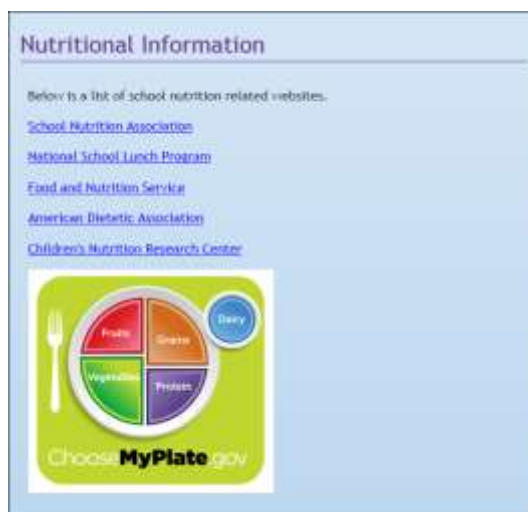 Nutritional Information
Below is a list of school nutrition related websites.
School Nutrition Association
National School Lunch Program
Food and Nutrition Service
American Dietetic Association
Children's Nutrition Research Center
Dairy
Fruits
Grains
Vegetables
Protein
ChooseMyPlate.gov